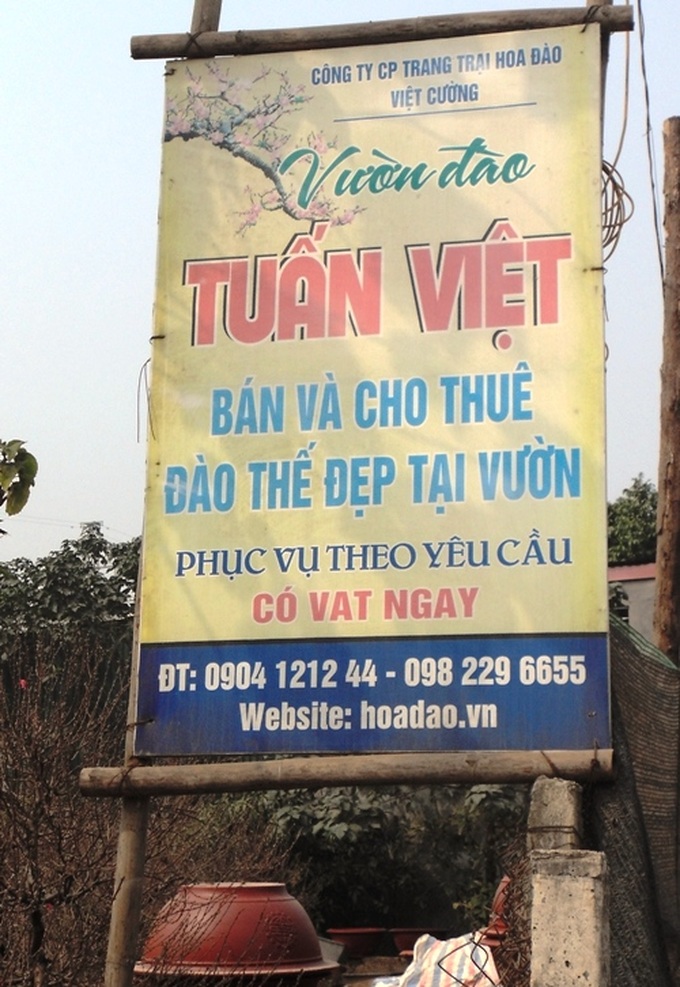 CÔNG TY CP TRANG TRẠI HOA ĐÀO
VIỆT CƯỜNG
Vườn đào
TUẤN VIỆT
BÁN VÀ CHO THUÊ
ĐÀO THẾ ĐẸP TẠI VƯỜN
PHỤC VỤ THEO YÊU CẦU
CÓ VAT NGAY
ĐT: 0904 1212 44 - 098 229 6655
Website: hoadao.vn